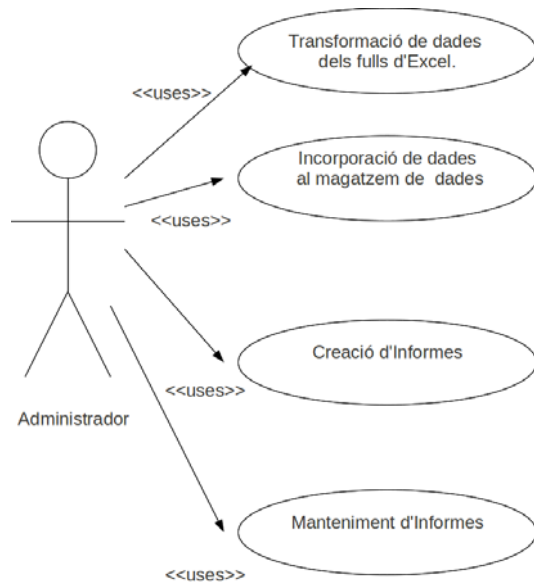 Transformació de dades
dels fulls d'Excel.
<<uses>>
Incorporació de dades
al magatzem de dades
<<uses>>
Creació d'Informes
<<uses>>
Administrador
Manteniment d'Informes
<<uses>>